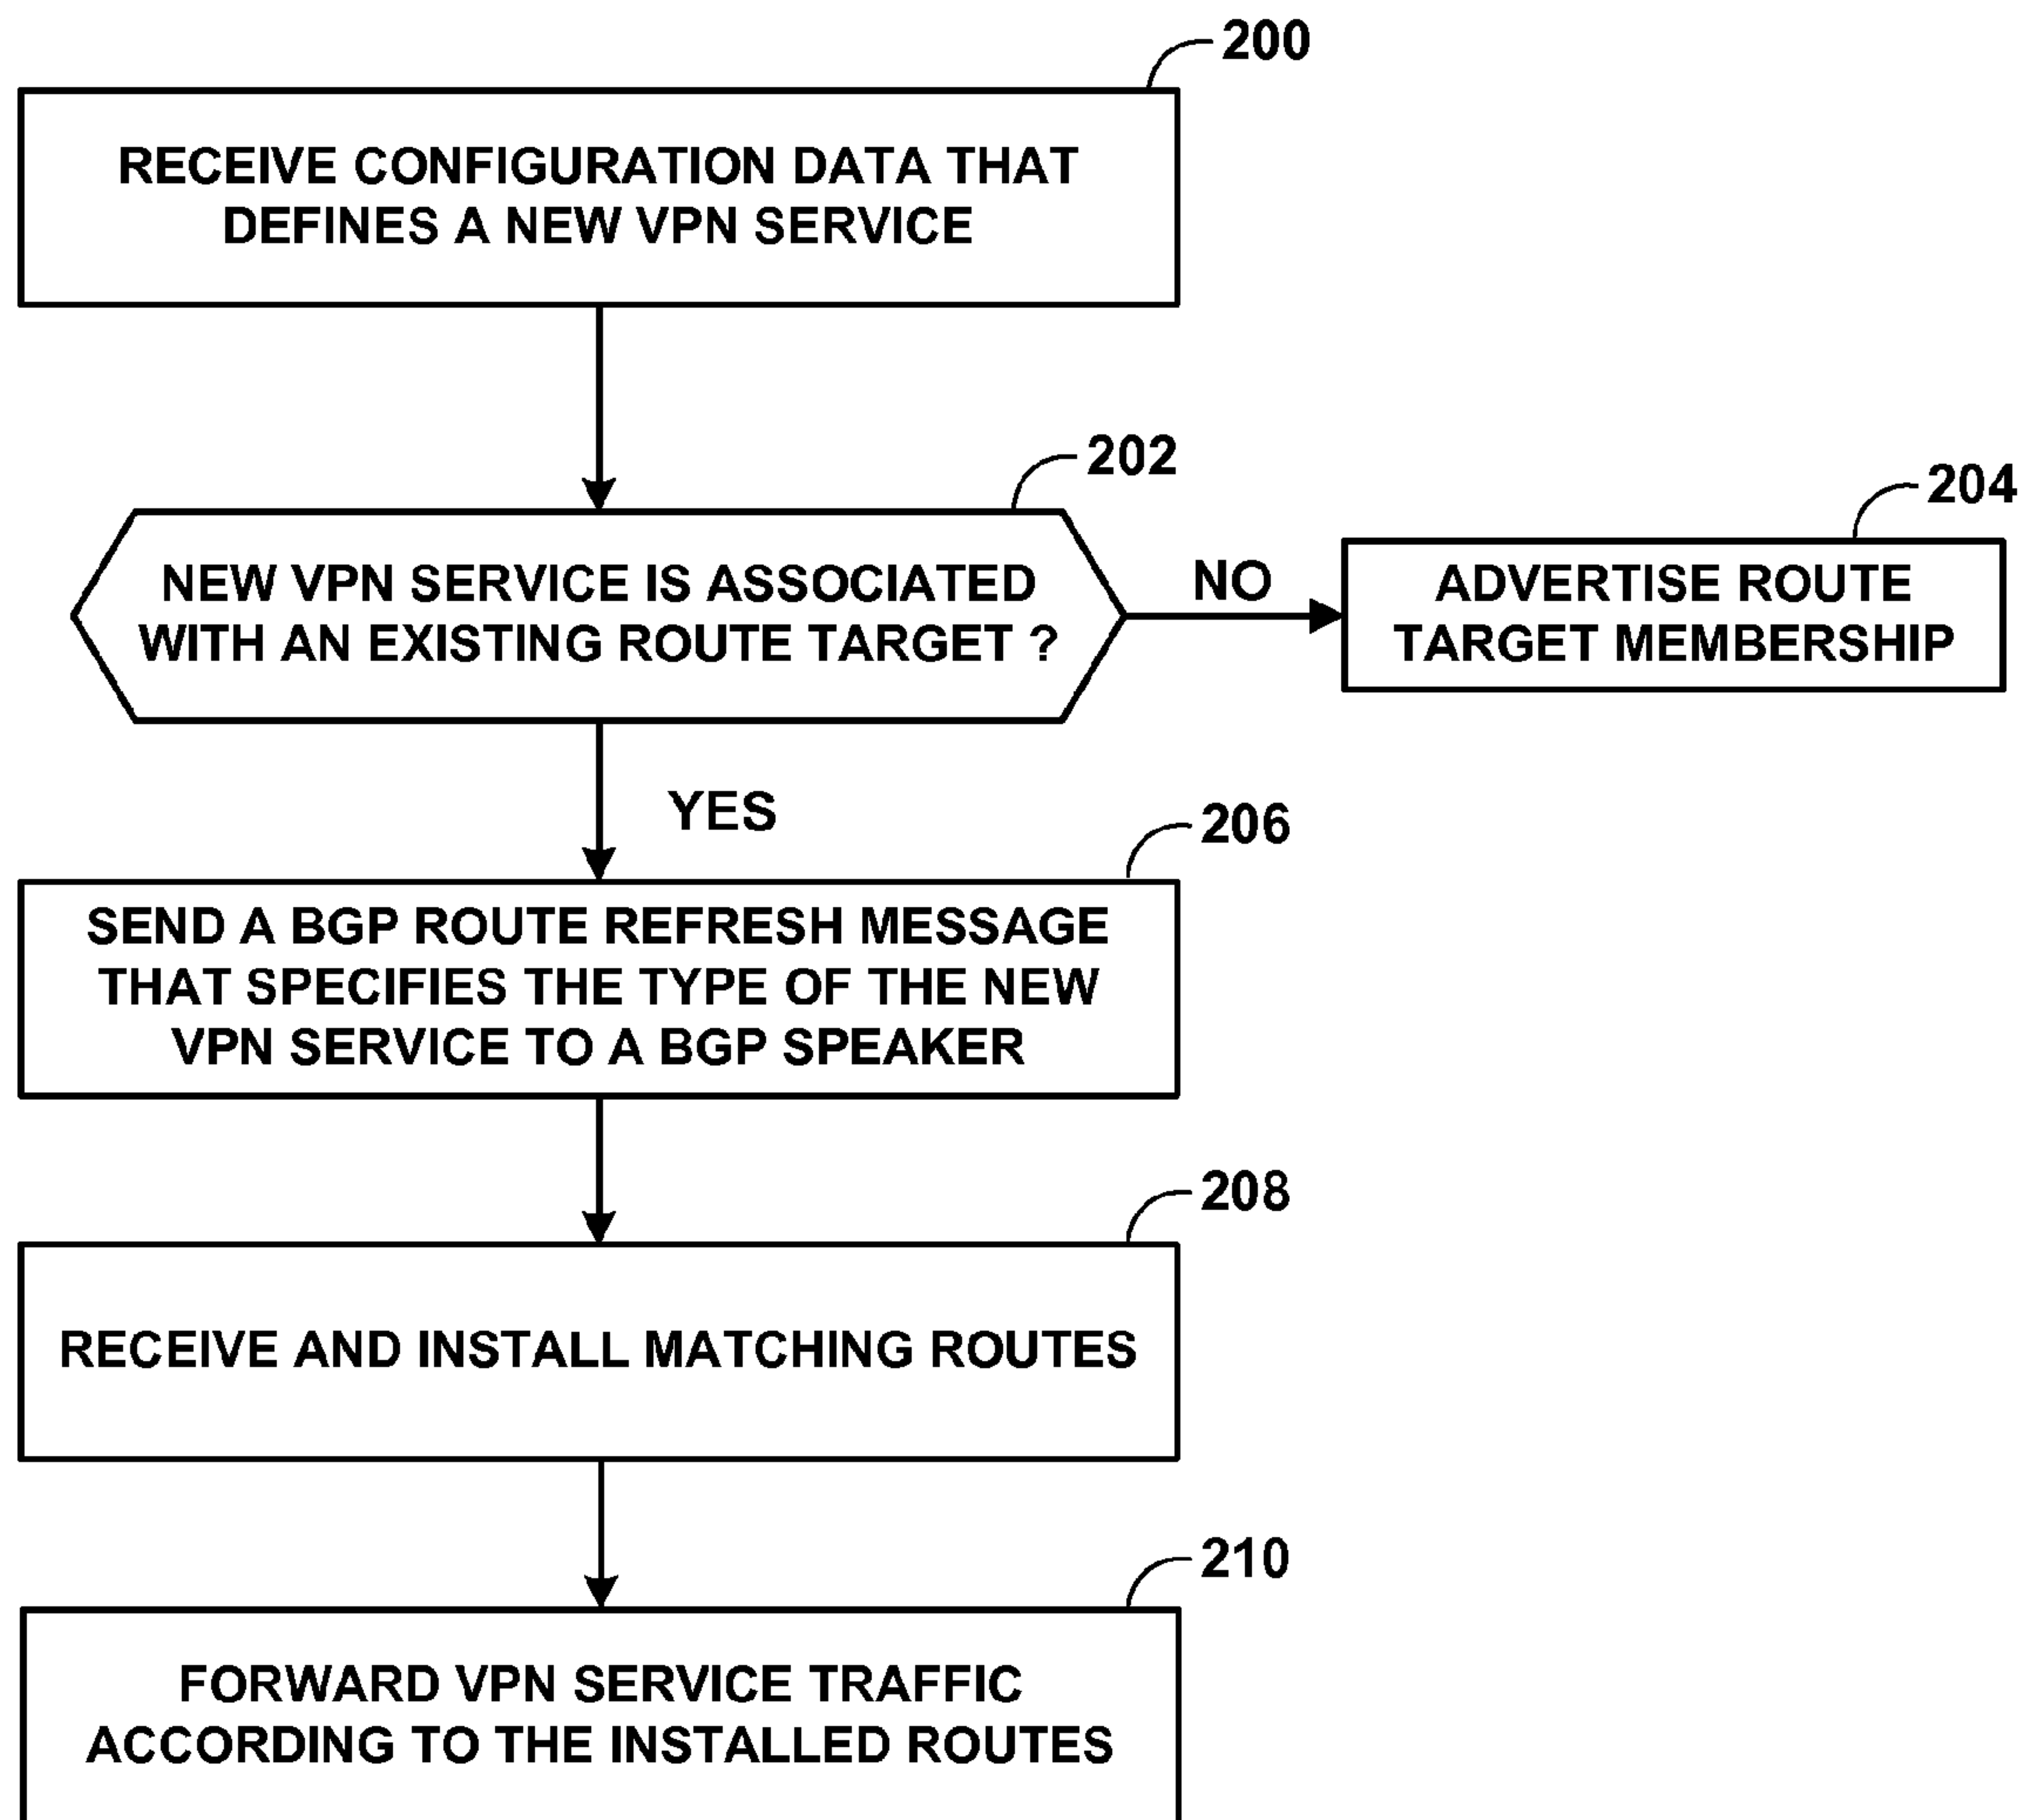 200
RECEIVE CONFIGURATION DATA THAT
DEFINES A NEW VPN SERVICE
202
NEW VPN SERVICE IS ASSOCIATED
WITH AN EXISTING ROUTE TARGET ?
NO
204
ADVERTISE ROUTE
TARGET MEMBERSHIP
YES
206
SEND A BGP ROUTE REFRESH MESSAGE
THAT SPECIFIES THE TYPE OF THE NEW
VPN SERVICE TO A BGP SPEAKER
208
RECEIVE AND INSTALL MATCHING ROUTES
210
FORWARD VPN SERVICE TRAFFIC
ACCORDING TO THE INSTALLED ROUTES